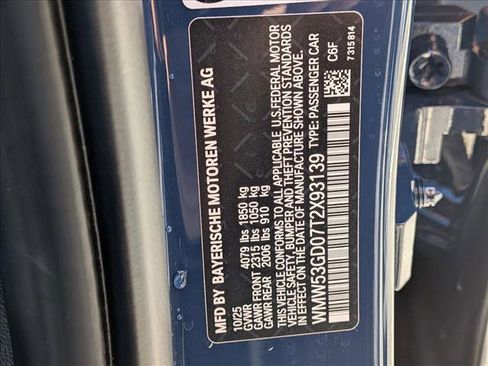 BAYERISCHE MOTOREN WERKE AG
10/25
GVWR 4079 lbs 1850 kg
GAWR FRONT 2315 lbs 1050 kg
GAWR REAR 2006 lbs 910 kg
THIS VEHICLE CONFORMS TO ALL APPLICABLE U.S.FEDERAL MOTOR
VEHICLE SAFETY, BUMPER AND THEFT PREVENTION STANDARDS
IN EFFECT ON THE DATE OF MANUFACTURE SHOWN ABOVE.
WMW53GD07T2X93139 TYPE: PASSENGER CAR
C6F
7315814